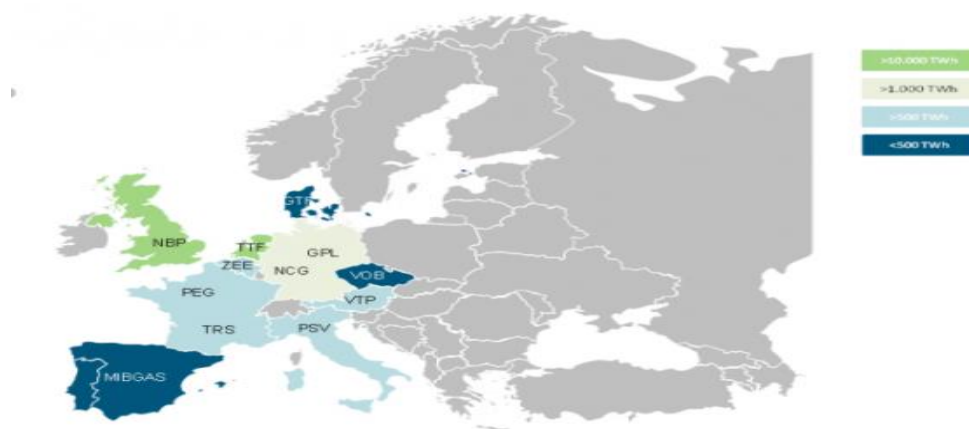 >10.000 TWh
>1.000 TWh
>500 TWh
<500 TWh
GTF
NBP
TTF
GPL
ZEE
NCG
VOB
PEG
VTP
TRS
PSV
MIBGAS